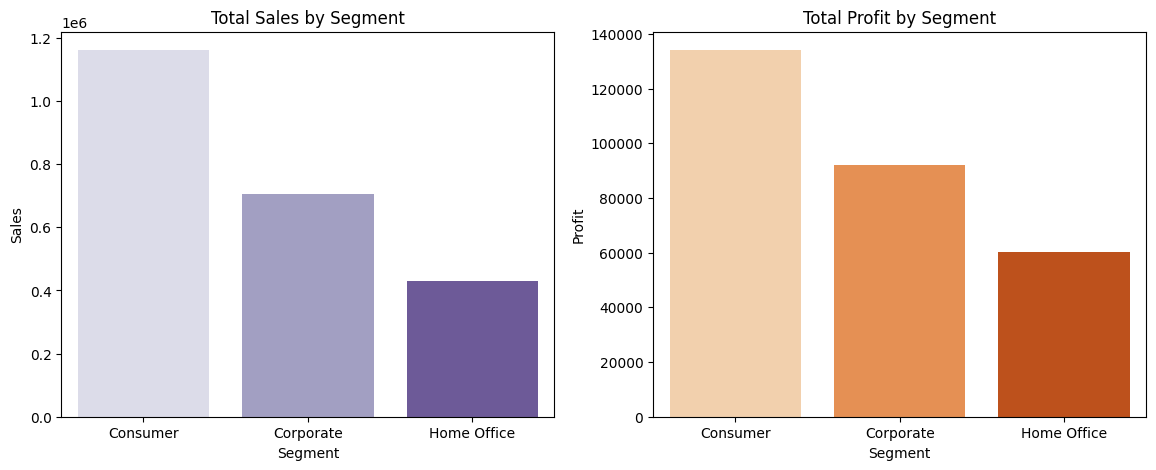 Total Sales by Segment
1e6
1.2
1.0
0.8
0.6
0.4
0.2
0.0
Sales
Consumer
Corporate
Home Office
Segment
Total Profit by Segment
140000
120000
100000
80000
60000
40000
20000
0
Profit
Consumer
Corporate
Home Office
Segment